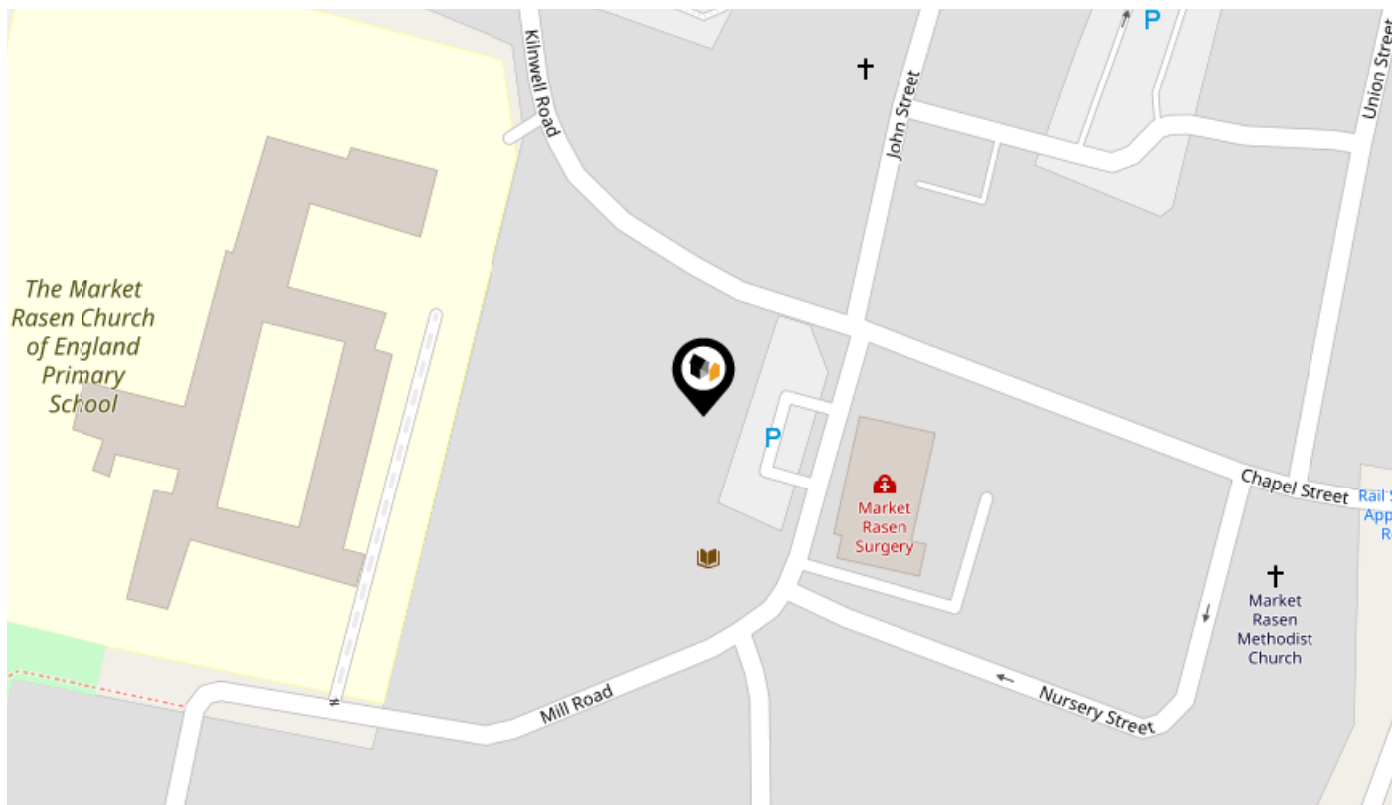 P
Kilnwell Road
John Street
Union Street
The Market
Rasen Church
of England
Primary
School
P
Market
Rasen
Surgery
Chapel Street
Rail
App
R
Market
Rasen
Methodist
Church
Mill Road
Nursery Street